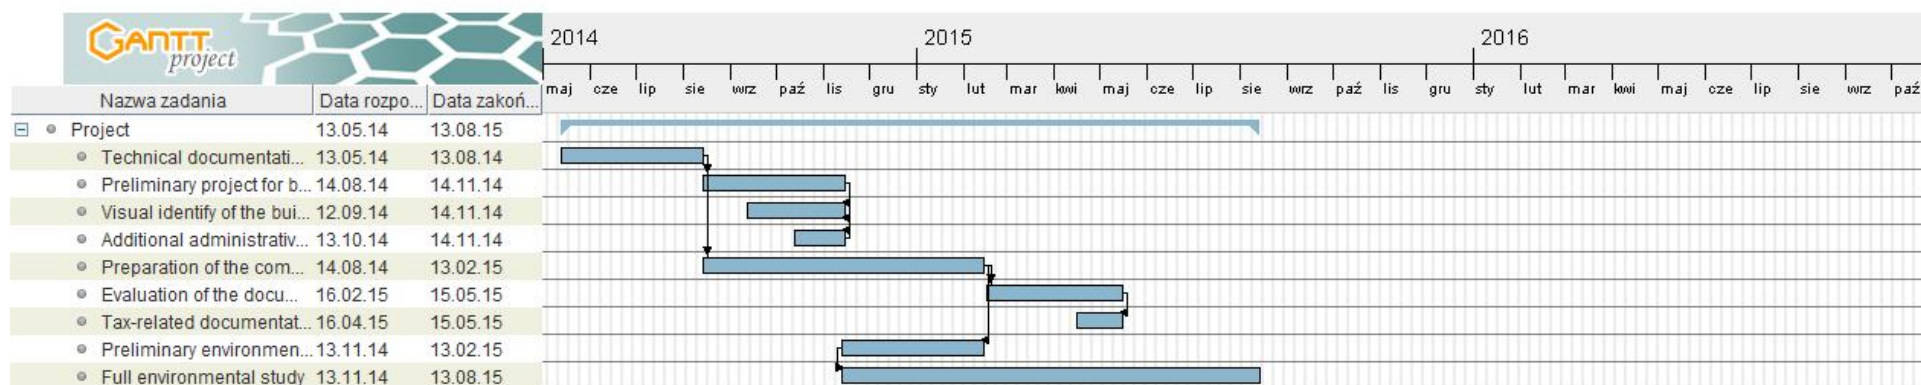 GANTT
project
2014 2015 2016
maj cze lip sie wrz paź lis gru sty lut mar kwi maj cze lip sie wrz paź lis gru sty lut mar kwi maj cze lip sie wrz paź
Nazwa zadania Data rozpo... Data zakoń...
Project 13.05.14 13.08.15
Technical documentati... 13.05.14 13.08.14
Preliminary project for b... 14.08.14 14.11.14
Visual identify of the bui... 12.09.14 14.11.14
Additional administrativ... 13.10.14 14.11.14
Preparation of the com... 14.08.14 13.02.15
Evaluation of the docu... 16.02.15 15.05.15
Tax-related documentat... 16.04.15 15.05.15
Preliminary environmen... 13.11.14 13.02.15
Full environmental study 13.11.14 13.08.15